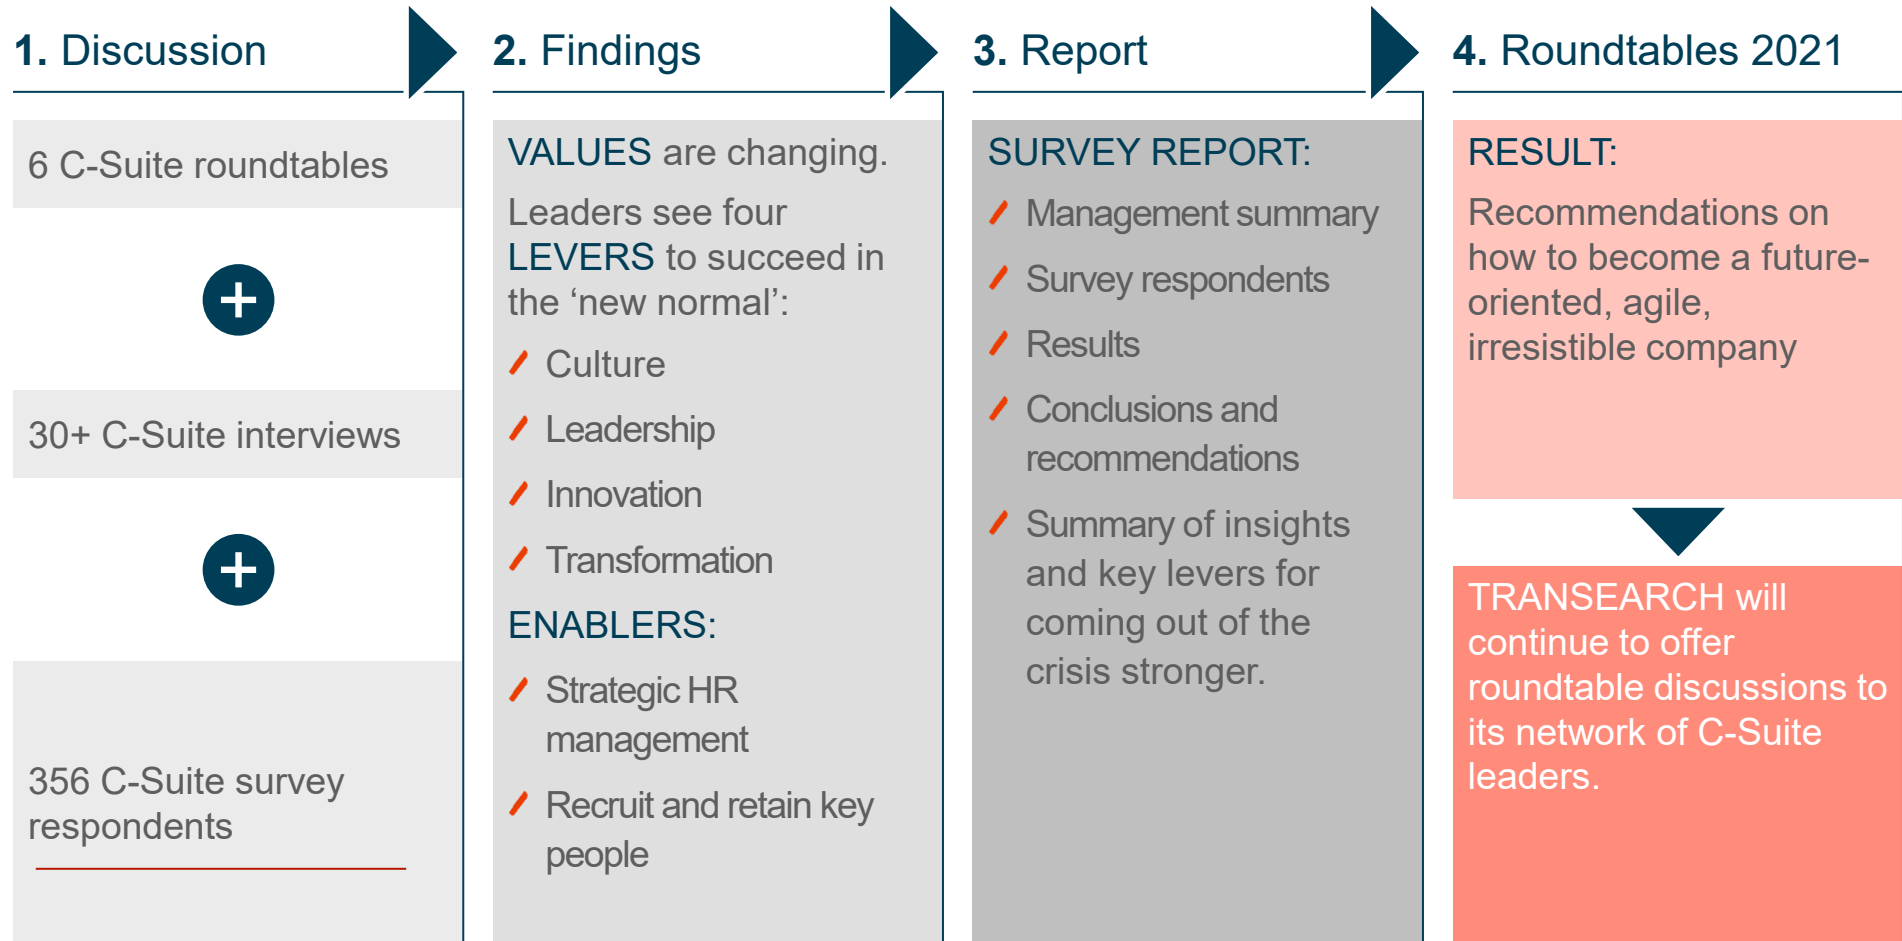 1. Discussion
6 C-Suite roundtables
+
30+ C-Suite interviews
+
356 C-Suite survey
respondents
2. Findings
VALUES are changing.
Leaders see four
LEVERS to succeed in
the ‘new normal’:
Culture
Leadership
Innovation
Transformation
ENABLERS:
Strategic HR
management
Recruit and retain key
people
3. Report
SURVEY REPORT:
Management summary
Survey respondents
Results
Conclusions and
recommendations
Summary of insights
and key levers for
coming out of the
crisis stronger.
4. Roundtables 2021
RESULT:
Recommendations on
how to become a future-
oriented, agile,
irresistible company
TRANSEARCH will
continue to offer
roundtable discussions to
its network of C-Suite
leaders.